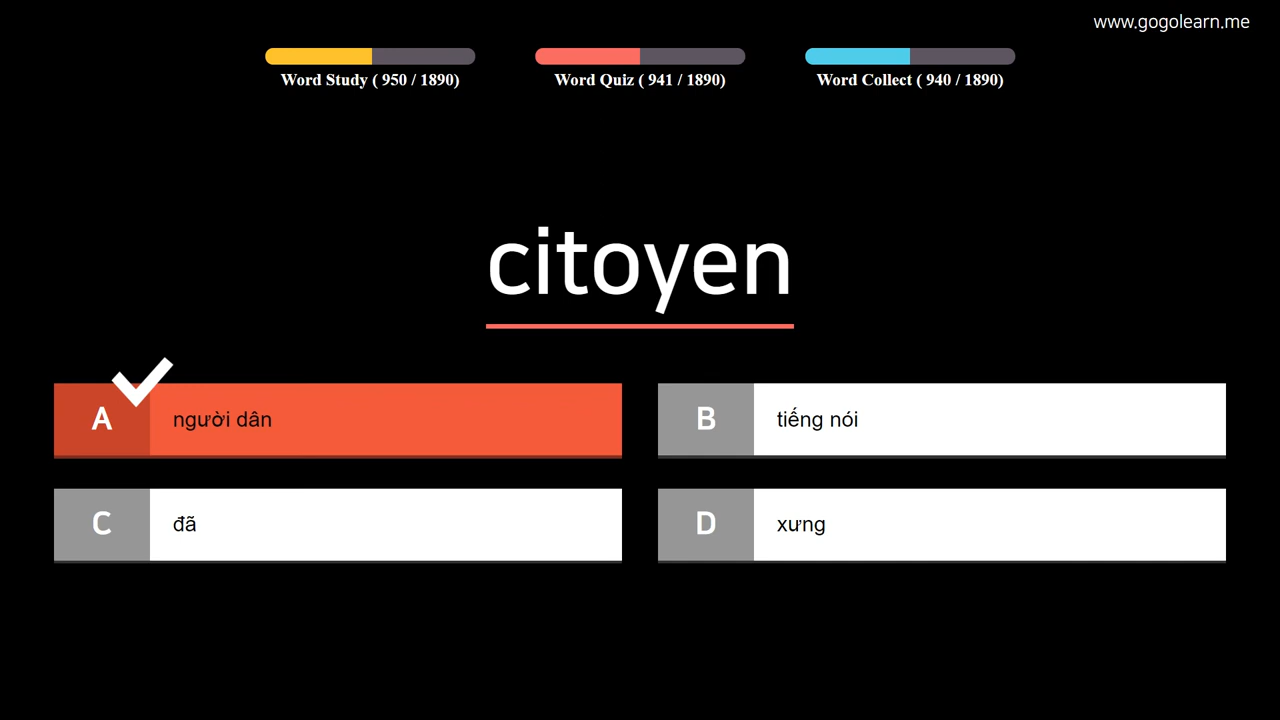 www.gogolearn.me
Word Study ( 950 / 1890)
Word Quiz ( 941 / 1890)
Word Collect ( 940 / 1890)
citoyen
A người dân
B tiếng nói
C đã
D xưng